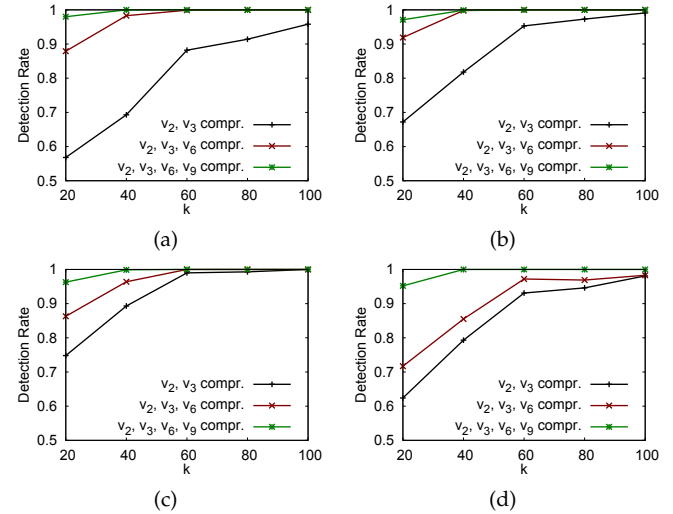 Detection Rate
1
0.9
0.8
0.7
0.6
0.5
v2, v3 compr.
v2, v3, v6 compr.
v2, v3, v6, v9 compr.
20 40 60 80 100
k
(a)
Detection Rate
1
0.9
0.8
0.7
0.6
0.5
v2, v3 compr.
v2, v3, v6 compr.
v2, v3, v6, v9 compr.
20 40 60 80 100
k
(b)
Detection Rate
1
0.9
0.8
0.7
0.6
0.5
v2, v3 compr.
v2, v3, v6 compr.
v2, v3, v6, v9 compr.
20 40 60 80 100
k
(c)
Detection Rate
1
0.9
0.8
0.7
0.6
0.5
v2, v3 compr.
v2, v3, v6 compr.
v2, v3, v6, v9 compr.
20 40 60 80 100
k
(d)